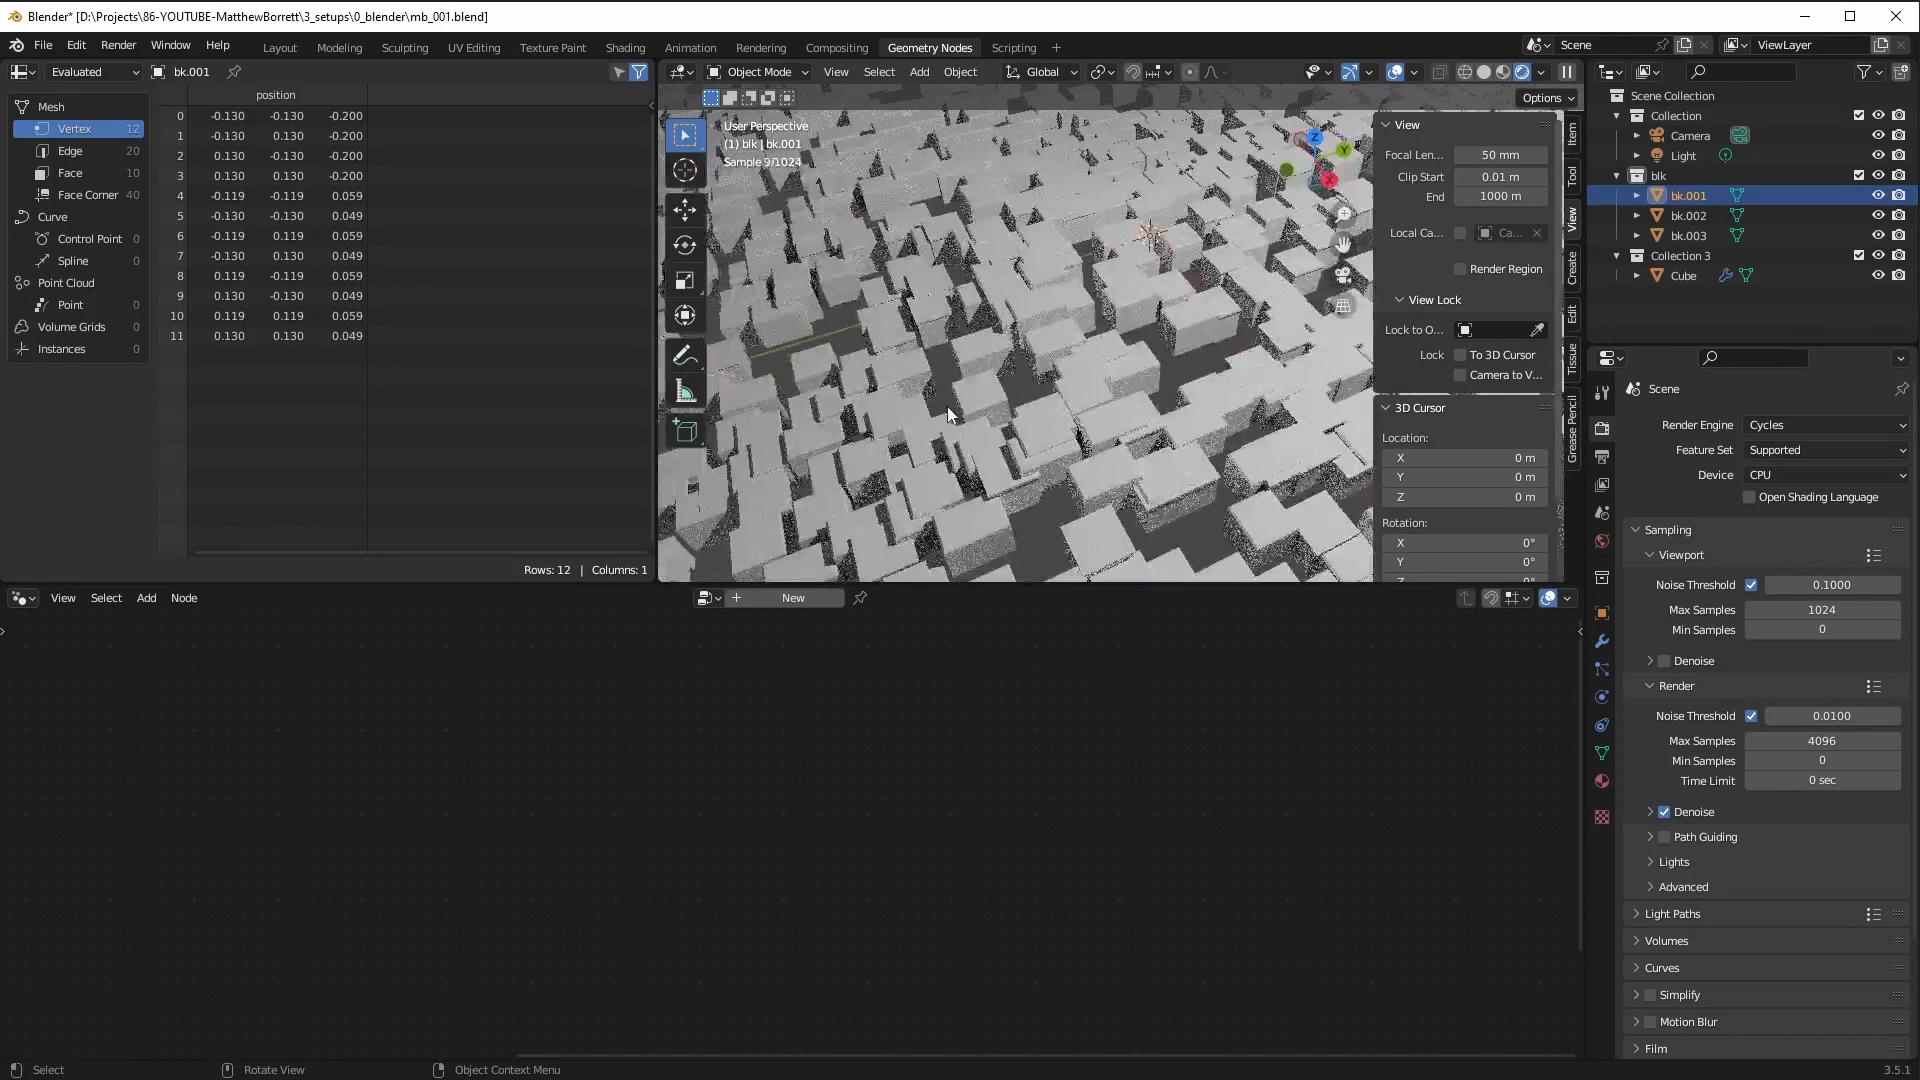 Blender* [D:\Projects\86-YOUTUBE-MatthewBorrett\3_setups\0_blender\mb_001.blend]
File Edit Render Window Help Layout Modeling Sculpting UV Editing Texture Paint Shading Animation Rendering Compositing Geometry Nodes Scripting + Scene ViewLayer
Evaluated bk.001
Mesh
Vertex 12
Edge 20
Face 10
Face Corner 40
Curve
Control Point 0
Spline 0
Point Cloud
Point 0
Volume Grids
Instances 0
position
0 -0.130 -0.130 -0.200
1 -0.130 0.130 -0.200
2 0.130 -0.130 -0.200
3 0.130 0.130 -0.200
4 -0.119 -0.119 0.059
5 -0.130 -0.130 0.049
6 -0.119 0.119 0.059
7 -0.130 0.130 0.049
8 0.119 -0.119 0.059
9 0.130 -0.130 0.049
10 0.119 0.119 0.059
11 0.130 0.130 0.049
Rows: 12 | Columns: 1
Object Mode View Select Add Object Global
Options
User Perspective
(1) blk | bk.001
Sample 9/1024
Z
Y
X
View
Focal Len... 50 mm
Clip Start 0.01 m
End 1000 m
Local Ca... Ca...
Render Region
View Lock
Lock to O...
Lock To 3D Cursor
Camera to V...
3D Cursor
Location:
X 0 m
Y 0 m
Z 0 m
Rotation:
X 0°
Y 0°
Z 0°
Item
Tool
View
Create
Edit
Tissue
Grease Pencil
Scene Collection
Collection
Camera
Light
blk
bk.001
bk.002
bk.003
Collection 3
Cube
Scene
Render Engine Cycles
Feature Set Supported
Device CPU
Open Shading Language
Sampling
Viewport
Noise Threshold 0.1000
Max Samples 1024
Min Samples 0
Denoise
Render
Noise Threshold 0.0100
Max Samples 4096
Min Samples 0
Time Limit 0 sec
Denoise
Path Guiding
Lights
Advanced
Light Paths
Volumes
Curves
Simplify
Motion Blur
Film
View Select Add Node New
Select Rotate View Object Context Menu 3.5.1